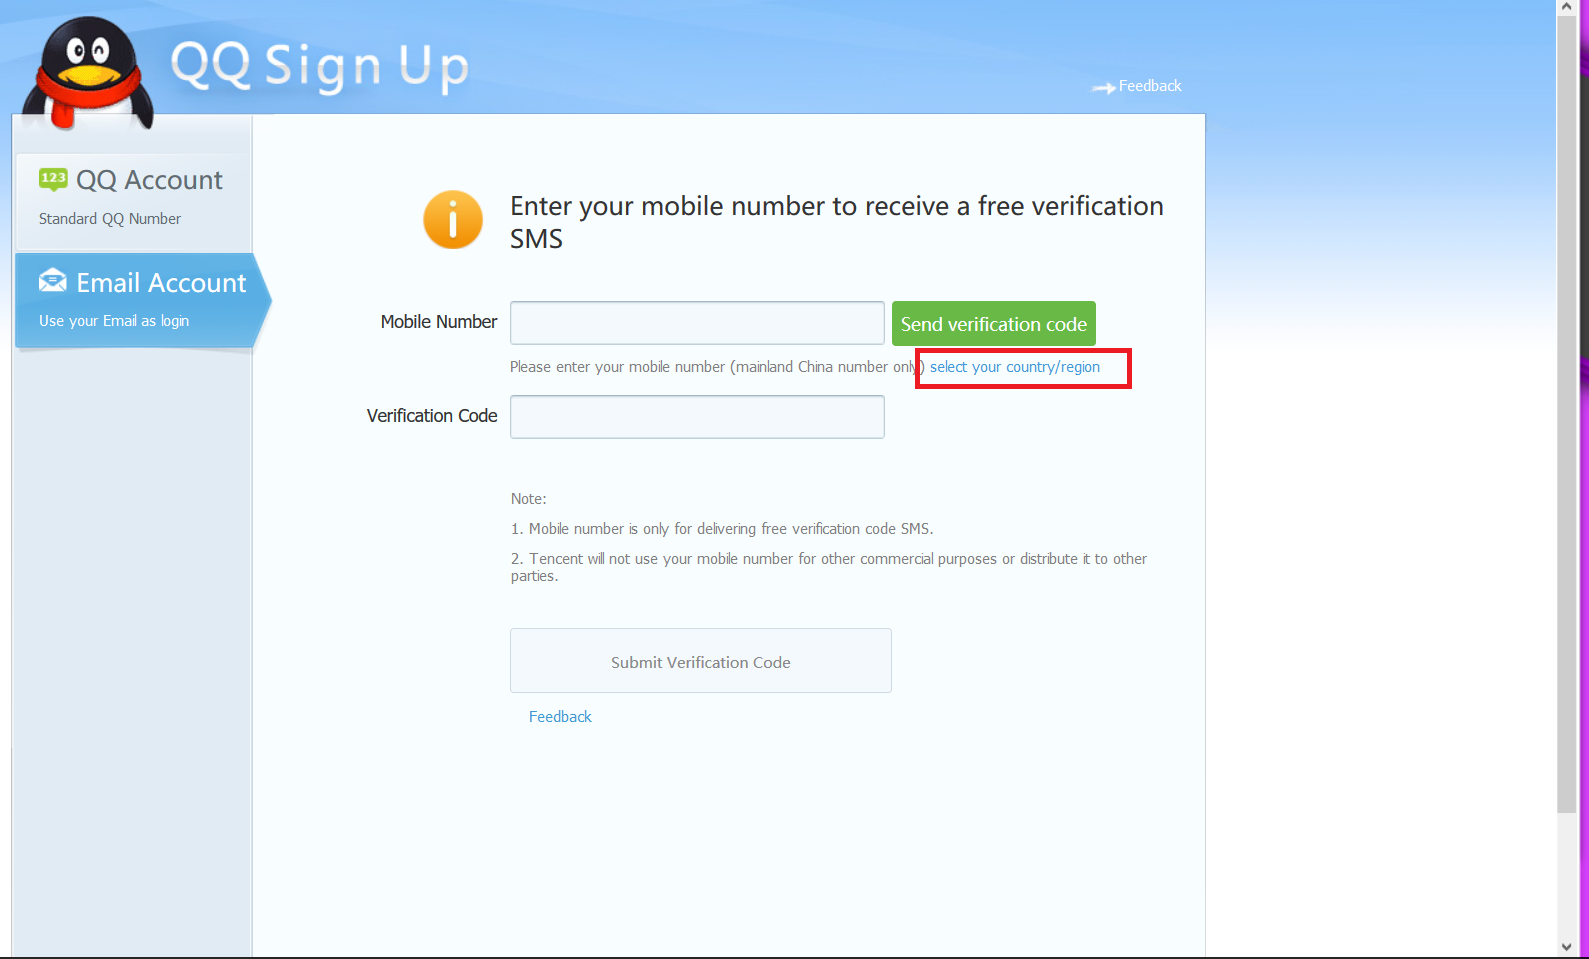 QQ Sign Up
Feedback
123 QQ Account
Standard QQ Number
Email Account
Use your Email as login
Enter your mobile number to receive a free verification
SMS
Mobile Number
Send verification code
Please enter your mobile number (mainland China number only) select your country/region
Verification Code
Note:
1. Mobile number is only for delivering free verification code SMS.
2. Tencent will not use your mobile number for other commercial purposes or distribute it to other
parties.
Submit Verification Code
Feedback